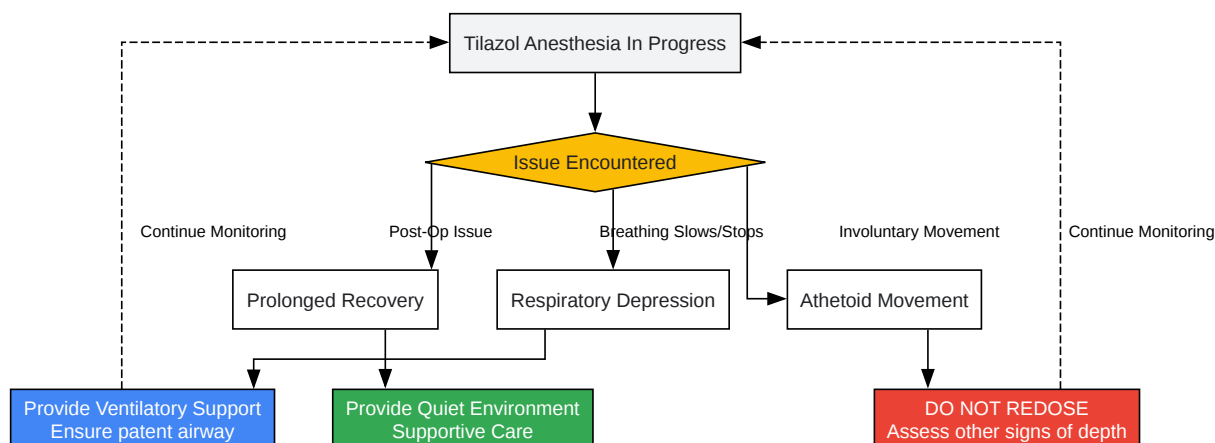 Tilazol Anesthesia In Progress
Issue Encountered
Continue Monitoring
Post-Op Issue
Breathing Slows/Stops
Involuntary Movement
Continue Monitoring
Prolonged Recovery
Respiratory Depression
Athetoid Movement
Provide Ventilatory Support
Ensure patent airway
Provide Quiet Environment
Supportive Care
DO NOT REDOSE
Assess other signs of depth